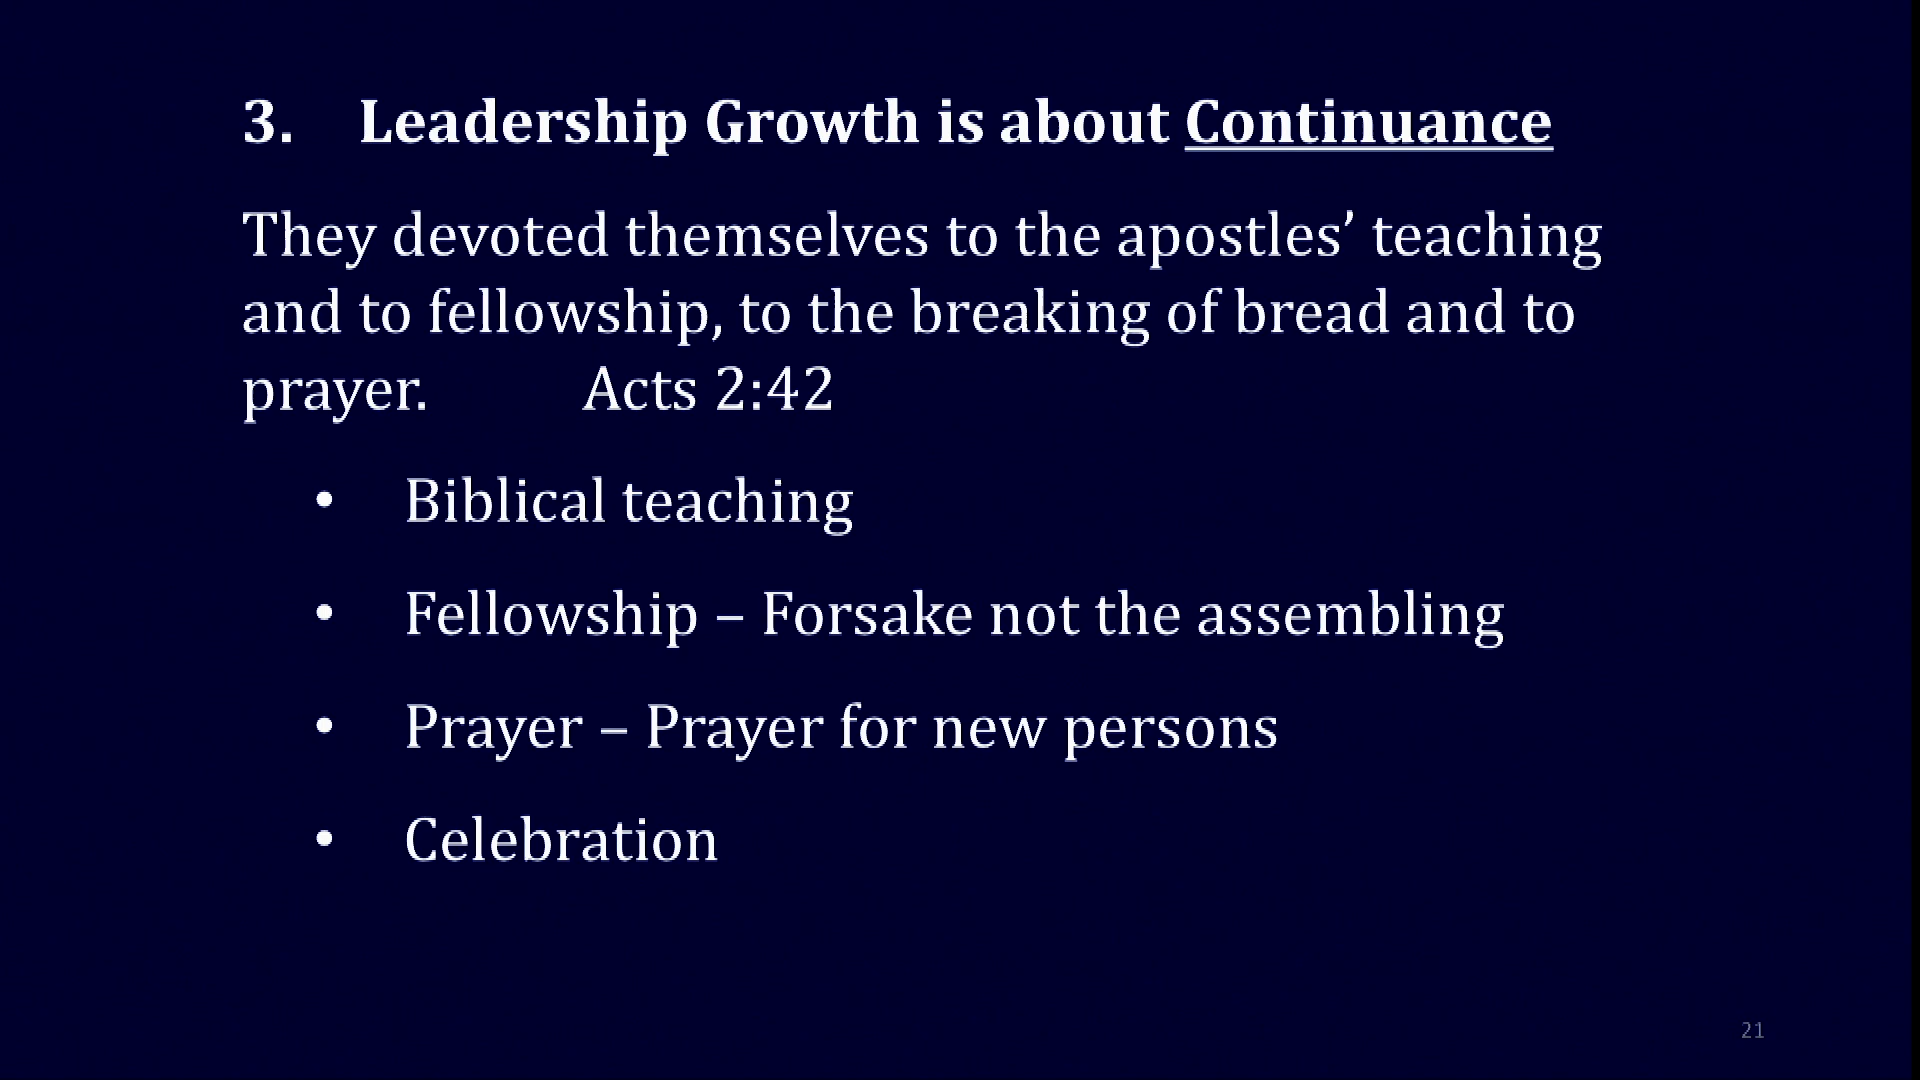 3. Leadership Growth is about Continuance
They devoted themselves to the apostles’ teaching
and to fellowship, to the breaking of bread and to
prayer. Acts 2:42
• Biblical teaching
• Fellowship – Forsake not the assembling
• Prayer – Prayer for new persons
• Celebration
21